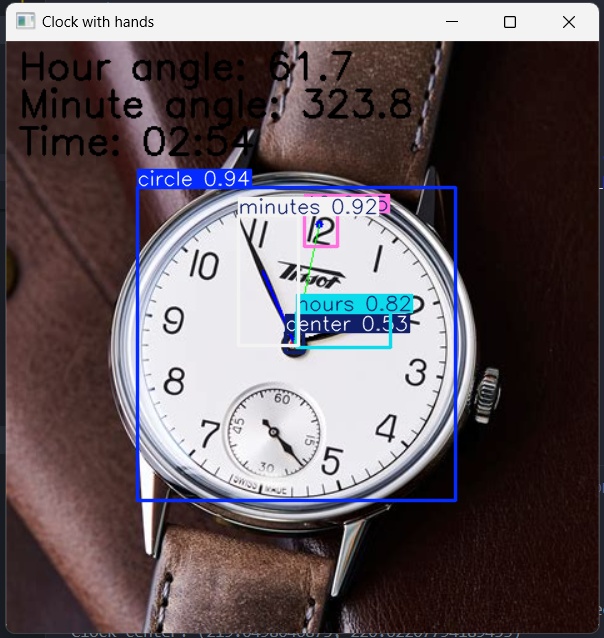 Clock with hands
Hour angle: 61.7
Minute angle: 323.8
Time: 02:54
circle 0.94
minutes 0.92
11
12
1
Tissot
10
hours 0.82
2
center 0.53
9
3
8
60
45
15
30
7
4
5
SWISS MADE